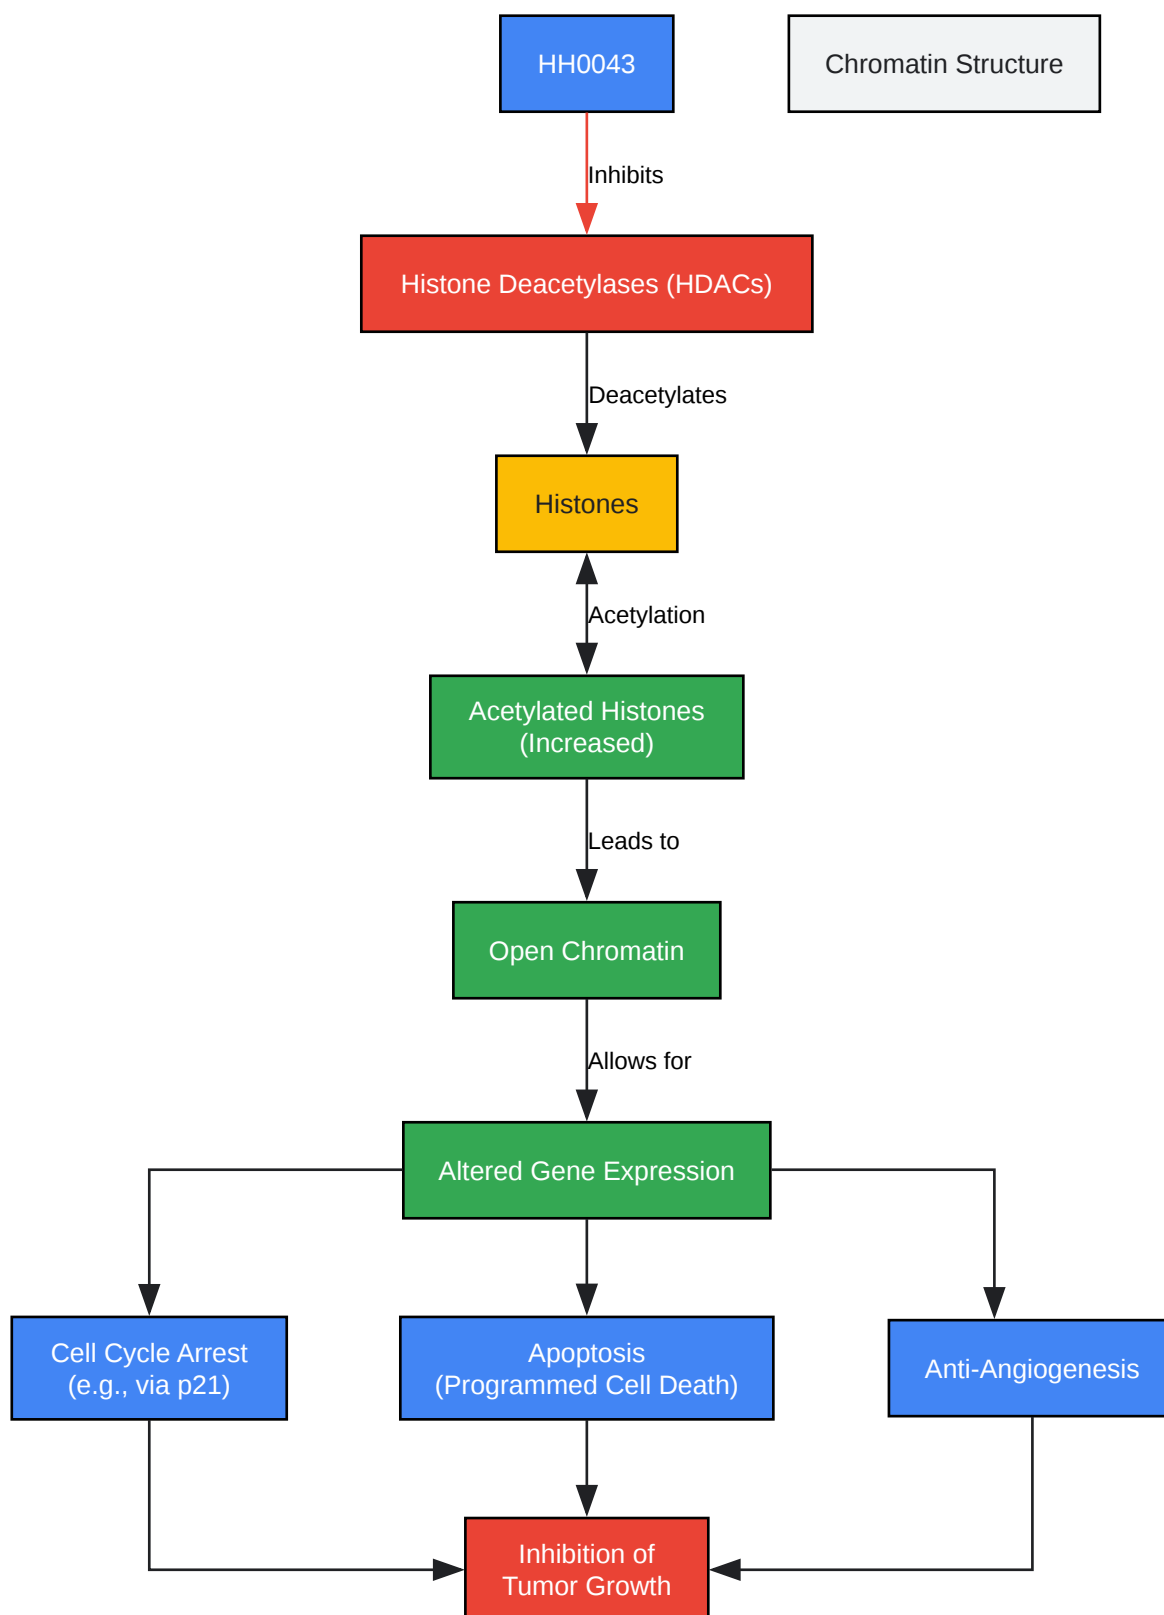 HH0043
Chromatin Structure
Inhibits
Histone Deacetylases (HDACs)
Deacetylates
Histones
Acetylation
Acetylated Histones
(Increased)
Leads to
Open Chromatin
Allows for
Altered Gene Expression
Cell Cycle Arrest
(e.g., via p21)
Apoptosis
(Programmed Cell Death)
Anti-Angiogenesis
Inhibition of
Tumor Growth